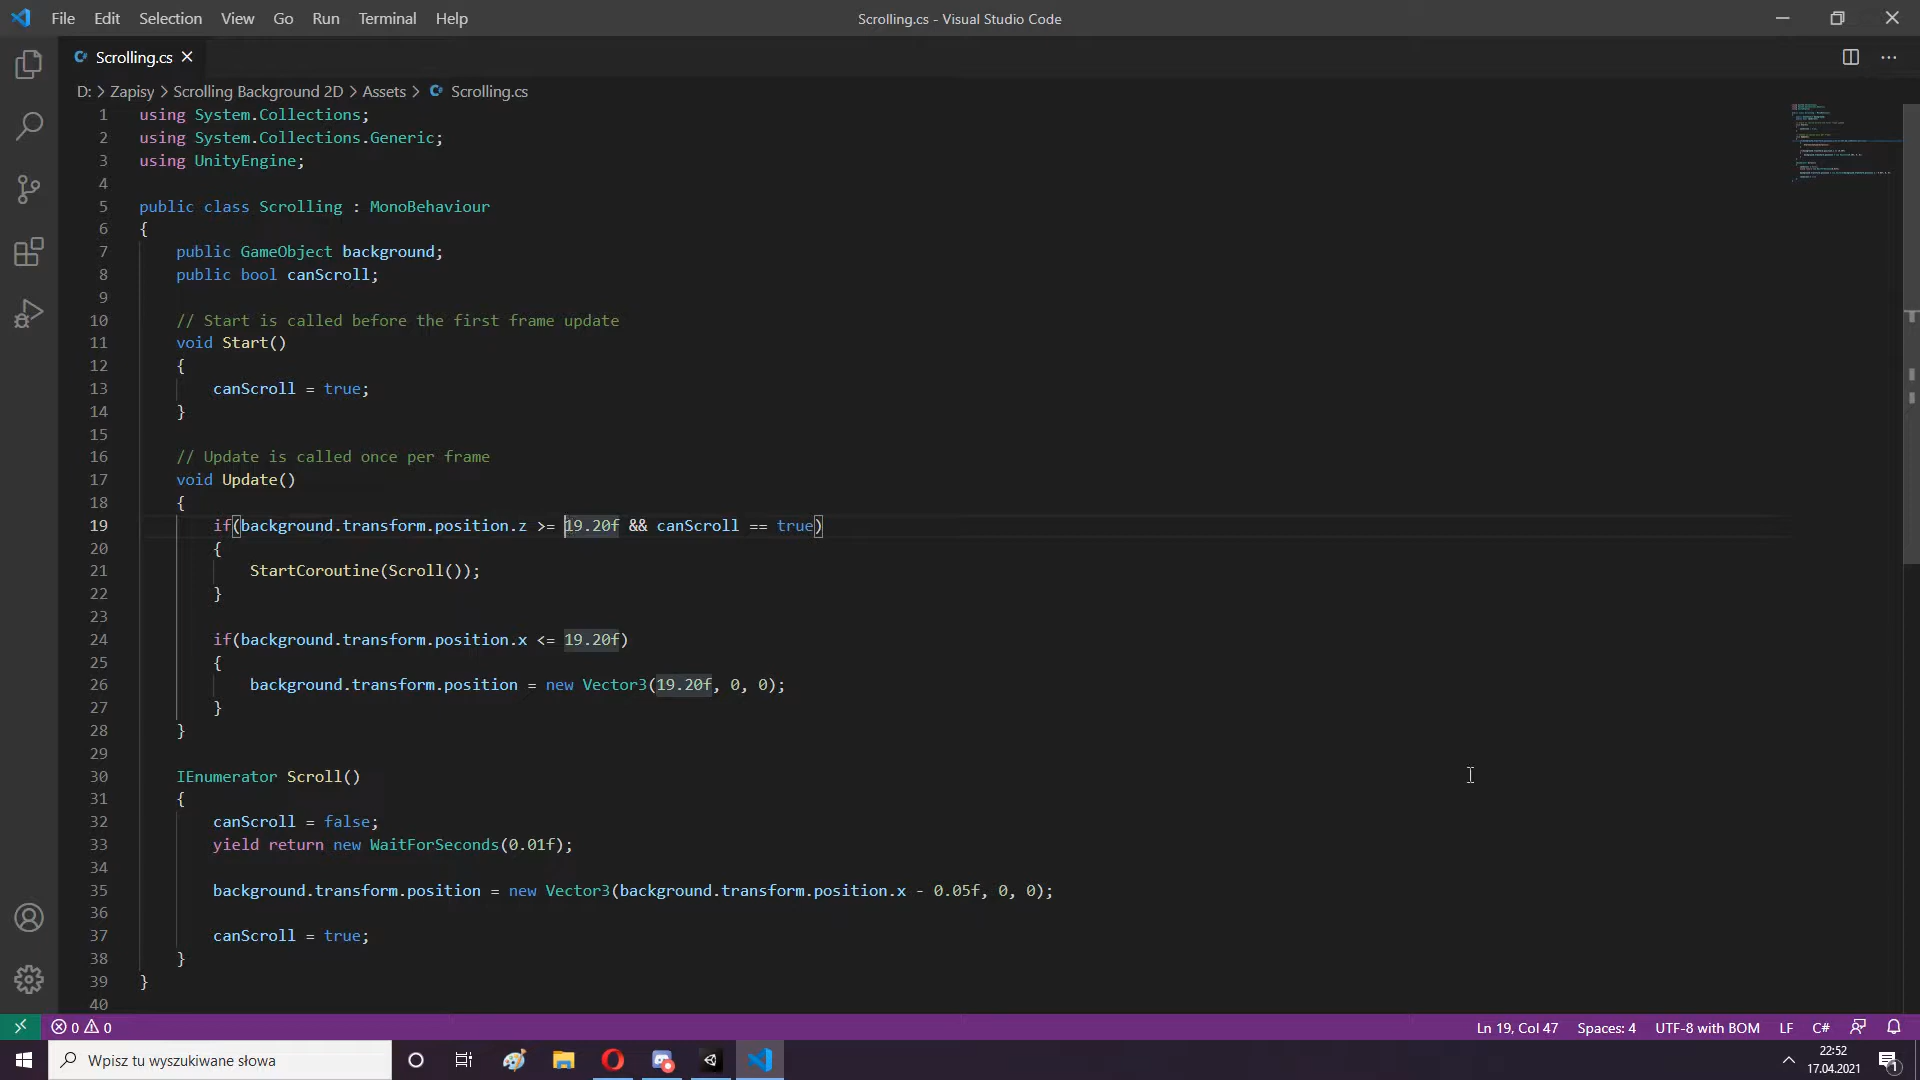 File Edit Selection View Go Run Terminal Help
Scrolling.cs - Visual Studio Code
Scrolling.cs
D: > Zapisy > Scrolling Background 2D > Assets > Scrolling.cs
1 using System.Collections;
2 using System.Collections.Generic;
3 using UnityEngine;
4
5 public class Scrolling : MonoBehaviour
6 {
7 public GameObject background;
8 public bool canScroll;
9
10 // Start is called before the first frame update
11 void Start()
12 {
13 canScroll = true;
14 }
15
16 // Update is called once per frame
17 void Update()
18 {
19 if(background.transform.position.z >= 19.20f && canScroll == true)
20 {
21 StartCoroutine(Scroll());
22 }
23
24 if(background.transform.position.x <= 19.20f)
25 {
26 background.transform.position = new Vector3(19.20f, 0, 0);
27 }
28 }
29
30 IEnumerator Scroll()
31 {
32 canScroll = false;
33 yield return new WaitForSeconds(0.01f);
34
35 background.transform.position = new Vector3(background.transform.position.x - 0.05f, 0, 0);
36
37 canScroll = true;
38 }
39 }
40
0 0 Ln 19, Col 47 Spaces: 4 UTF-8 with BOM LF C#
Wpisz tu wyszukiwane słowa
22:52
17.04.2021
1